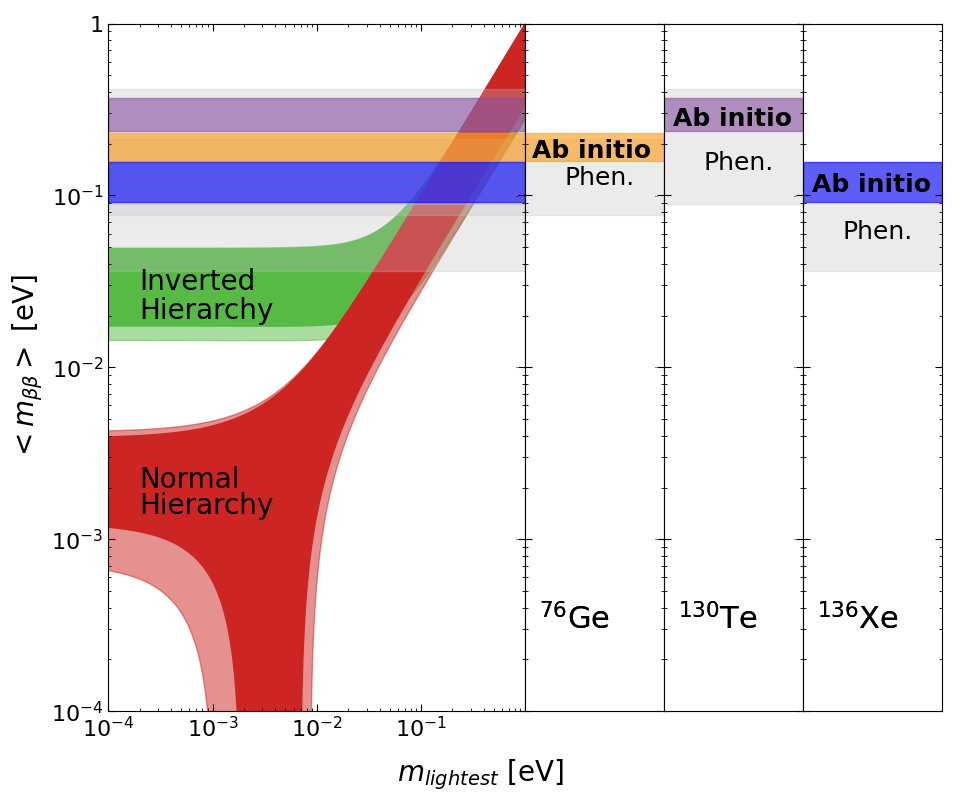 1
10⁻¹
10⁻²
10⁻³
10⁻⁴
< m_ββ > [eV]
Inverted
Hierarchy
Normal
Hierarchy
Ab initio
Phen.
Ab initio
Phen.
Ab initio
Phen.
⁷⁶Ge
¹³⁰Te
¹³⁶Xe
10⁻⁴
10⁻³
10⁻²
10⁻¹
m_lightest [eV]